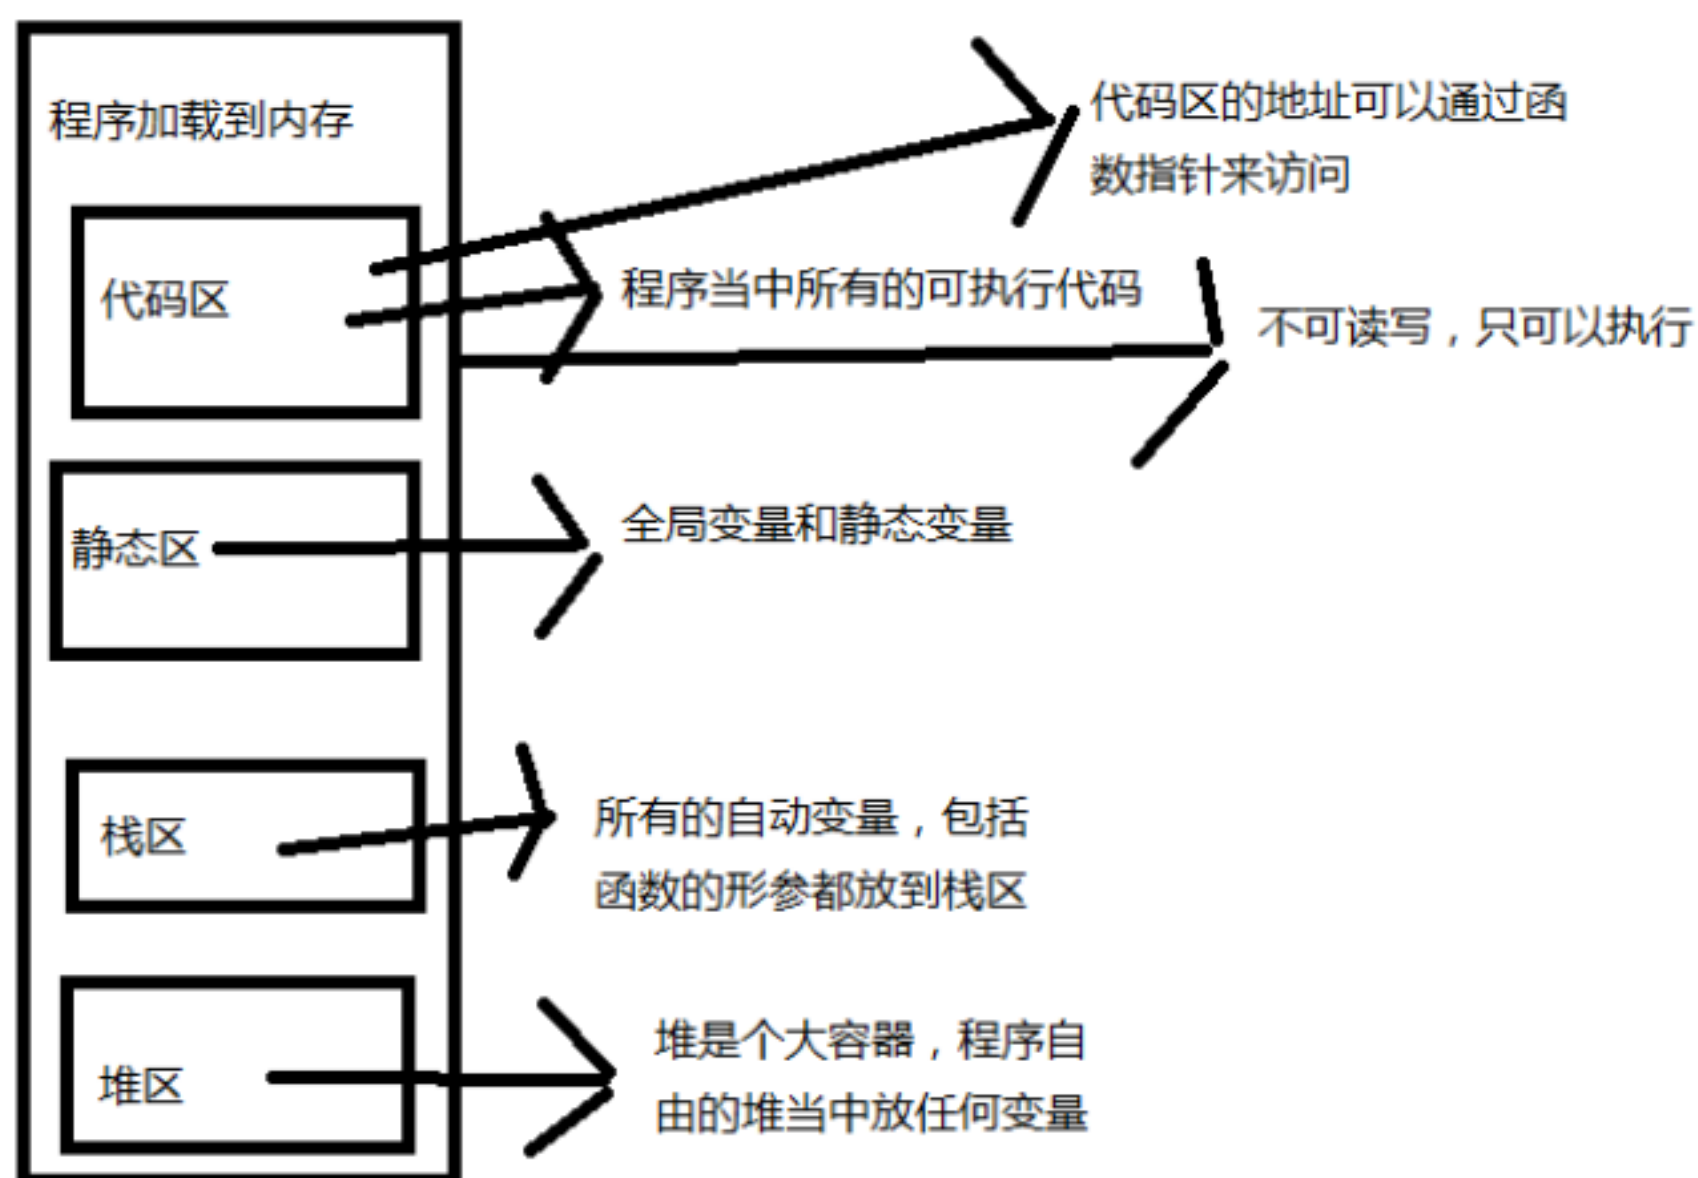 程序加载到内存
代码区的地址可以通过函
数指针来访问
代码区
程序当中所有的可执行代码
不可读写，只可以执行
静态区
全局变量和静态变量
栈区
所有的自动变量，包括
函数的形参都放到栈区
堆区
堆是个大容器，程序自
由的堆当中放任何变量